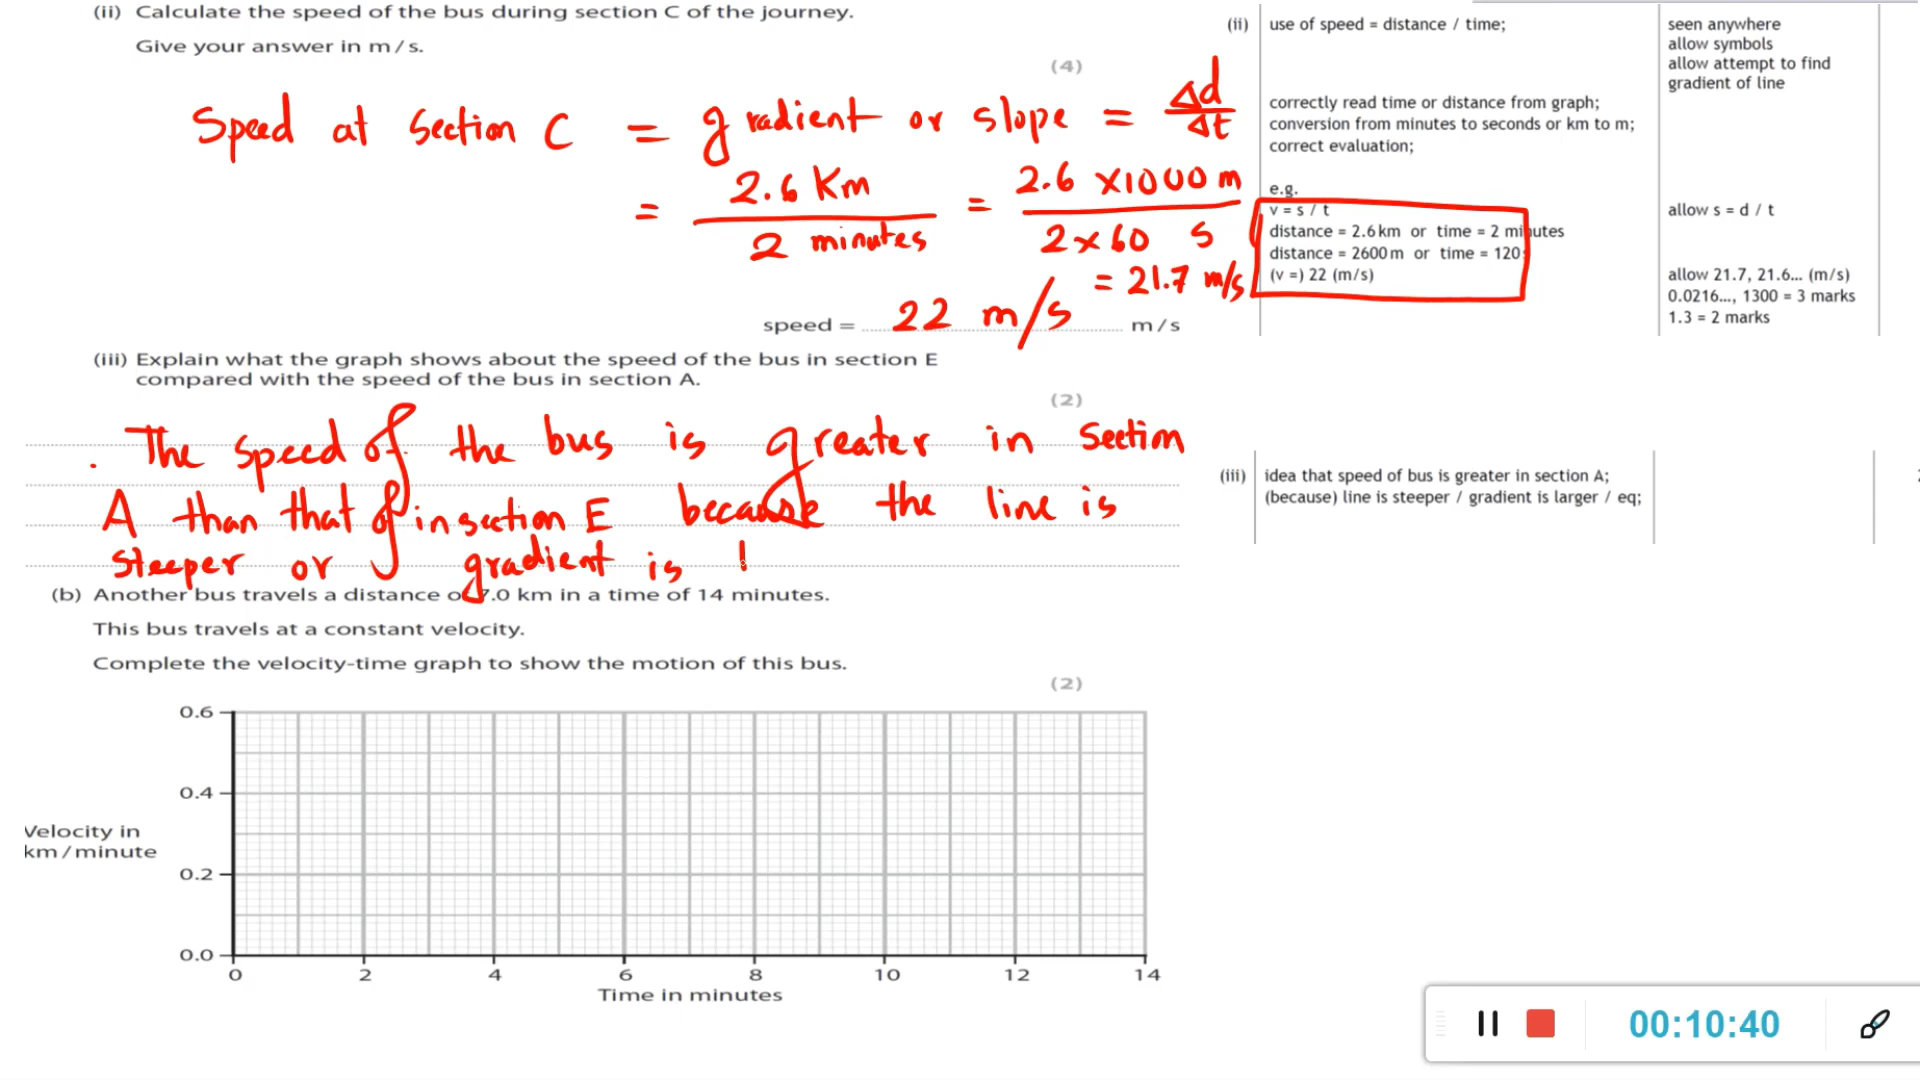 (ii) Calculate the speed of the bus during section C of the journey.
Give your answer in m/s.
(4)
Speed at section C = gradient or slope = Δd/Δt
= 2.6 Km / 2 minutes = 2.6 ×1000 m / 2×60 s
= 21.7 m/s
speed = 22 m/s m/s
(iii) Explain what the graph shows about the speed of the bus in section E
compared with the speed of the bus in section A.
(2)
. The speed of the bus is greater in section
A than that of in section E because the line is
steeper or gradient is
(b) Another bus travels a distance of 7.0 km in a time of 14 minutes.
This bus travels at a constant velocity.
Complete the velocity-time graph to show the motion of this bus.
(2)
0.6
0.4
Velocity in
km/minute
0.2
0.0
0 2 4 6 8 10 12 14
Time in minutes
(ii) use of speed = distance / time;
seen anywhere
allow symbols
allow attempt to find
gradient of line
correctly read time or distance from graph;
conversion from minutes to seconds or km to m;
correct evaluation;
e.g.
v = s / t
allow s = d / t
distance = 2.6km or time = 2 minutes
distance = 2600m or time = 120
(v =) 22 (m/s)
allow 21.7, 21.6... (m/s)
0.0216..., 1300 = 3 marks
1.3 = 2 marks
(iii) idea that speed of bus is greater in section A;
(because) line is steeper / gradient is larger / eq;
00:10:40